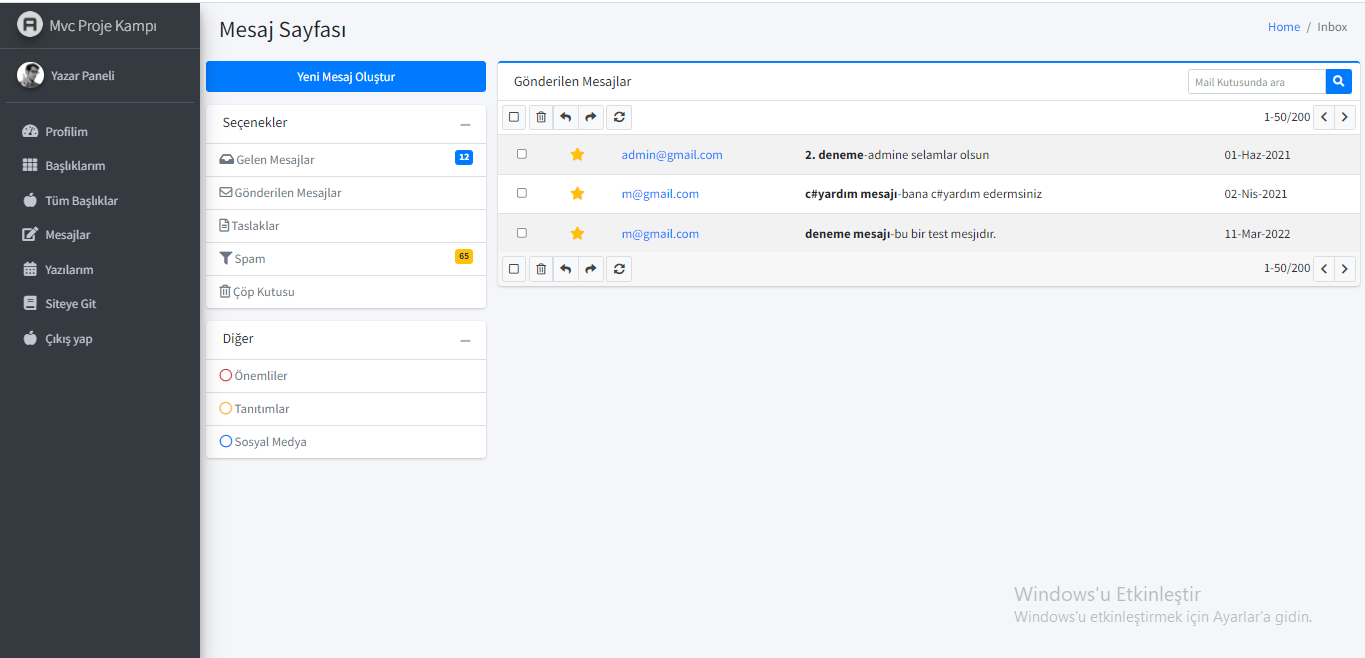 Mvc Proje Kampı
Yazar Paneli
Profilim
Başlıklarım
Tüm Başlıklar
Mesajlar
Yazılarım
Siteye Git
Çıkış yap
Mesaj Sayfası
Home / Inbox
Yeni Mesaj Oluştur
Seçenekler
Gelen Mesajlar 12
Gönderilen Mesajlar
Taslaklar
Spam 65
Çöp Kutusu
Diğer
Önemliler
Tanıtımlar
Sosyal Medya
Gönderilen Mesajlar
Mail Kutusunda ara
1-50/200
admin@gmail.com 2. deneme-admine selamlar olsun 01-Haz-2021
m@gmail.com c#yardım mesajı-bana c#yardım edermsiniz 02-Nis-2021
m@gmail.com deneme mesajı-bu bir test mesjıdır. 11-Mar-2022
1-50/200
Windows'u Etkinleştir
Windows'u etkinleştirmek için Ayarlar'a gidin.